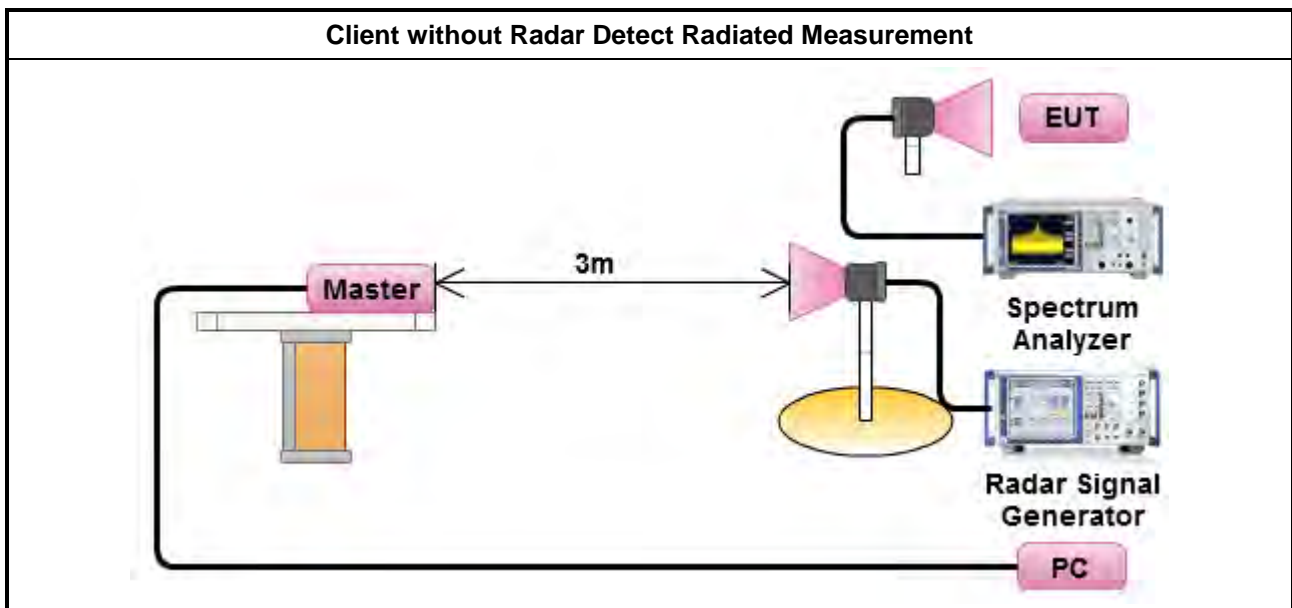 Client without Radar Detect Radiated Measurement
EUT
3m
Master
Spectrum
Analyzer
Radar Signal
Generator
PC